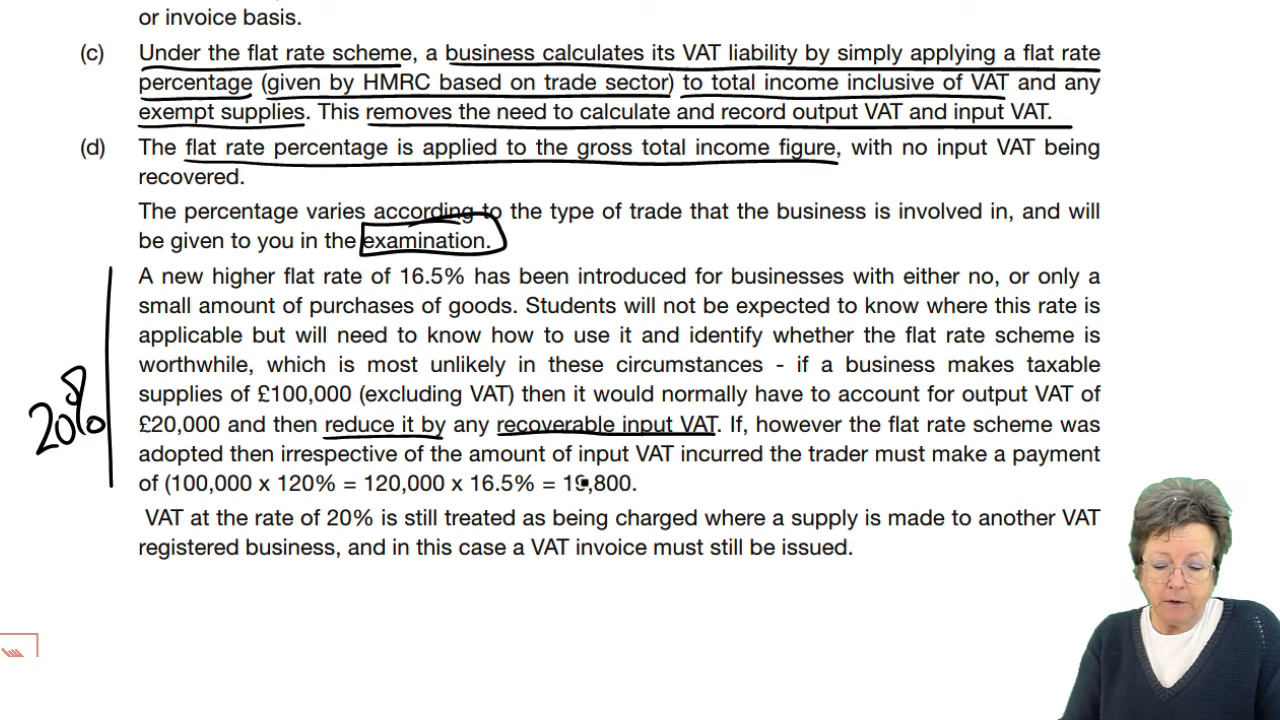 or invoice basis.
(c) Under the flat rate scheme, a business calculates its VAT liability by simply applying a flat rate
percentage (given by HMRC based on trade sector) to total income inclusive of VAT and any
exempt supplies. This removes the need to calculate and record output VAT and input VAT.
(d) The flat rate percentage is applied to the gross total income figure, with no input VAT being
recovered.
The percentage varies according to the type of trade that the business is involved in, and will
be given to you in the examination.
A new higher flat rate of 16.5% has been introduced for businesses with either no, or only a
small amount of purchases of goods. Students will not be expected to know where this rate is
applicable but will need to know how to use it and identify whether the flat rate scheme is
worthwhile, which is most unlikely in these circumstances - if a business makes taxable
supplies of £100,000 (excluding VAT) then it would normally have to account for output VAT of
20%
£20,000 and then reduce it by any recoverable input VAT. If, however the flat rate scheme was
adopted then irrespective of the amount of input VAT incurred the trader must make a payment
of (100,000 x 120% = 120,000 x 16.5% = 19,800.
VAT at the rate of 20% is still treated as being charged where a supply is made to another VAT
registered business, and in this case a VAT invoice must still be issued.